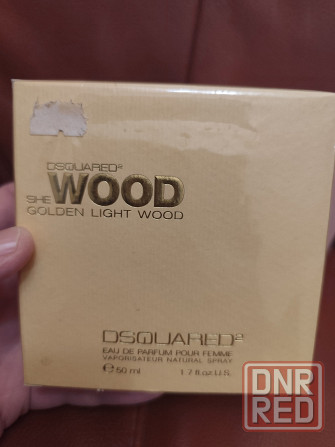 DSQUARED²
SHE WOOD
GOLDEN LIGHT WOOD
DSQUARED²
EAU DE PARFUM POUR FEMME
VAPORISATEUR NATURAL SPRAY
℮ 50 ml 1.7 fl.oz.U.S.
DNR
RED